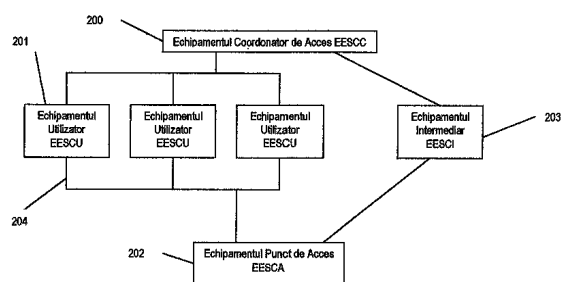 200
Echipamentul Coordonator de Acces EESCC
201
Echipamentul
Utilizator
EESCU
Echipamentul
Utilizator
EESCU
Echipamentul
Utilizator
EESCU
Echipamentul
Intermediar
EESCI
203
204
202
Echipamentul Punct de Acces
EESCA